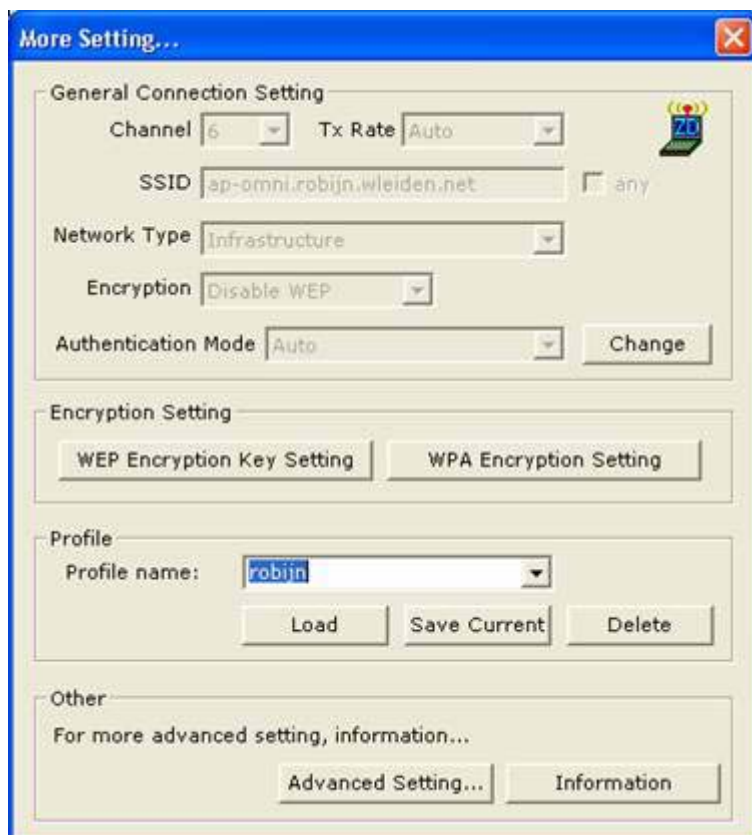 More Setting...
General Connection Setting
Channel 6 Tx Rate Auto
ZD
SSID ap-omni.robijn.wleiden.net any
Network Type Infrastructure
Encryption Disable WEP
Authentication Mode Auto Change
Encryption Setting
WEP Encryption Key Setting WPA Encryption Setting
Profile
Profile name: robijn
Load Save Current Delete
Other
For more advanced setting, information...
Advanced Setting... Information